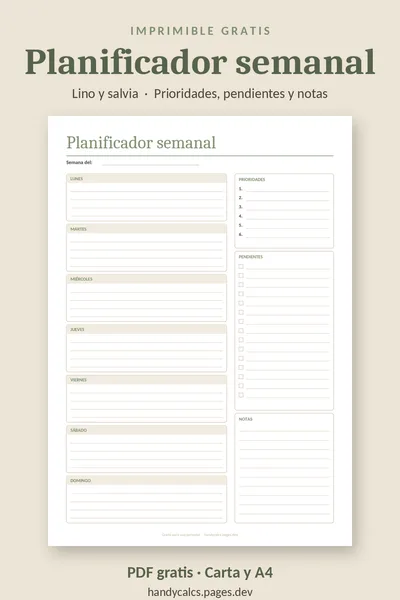 IMPRIMIBLE GRATIS
Planificador semanal
Lino y salvia · Prioridades, pendientes y notas
Planificador semanal
Semana del:
LUNES
MARTES
MIÉRCOLES
JUEVES
VIERNES
SÁBADO
DOMINGO
PRIORIDADES
1.
2.
3.
4.
5.
6.
PENDIENTES
NOTAS
PDF gratis · Carta y A4
handycalcs.pages.dev